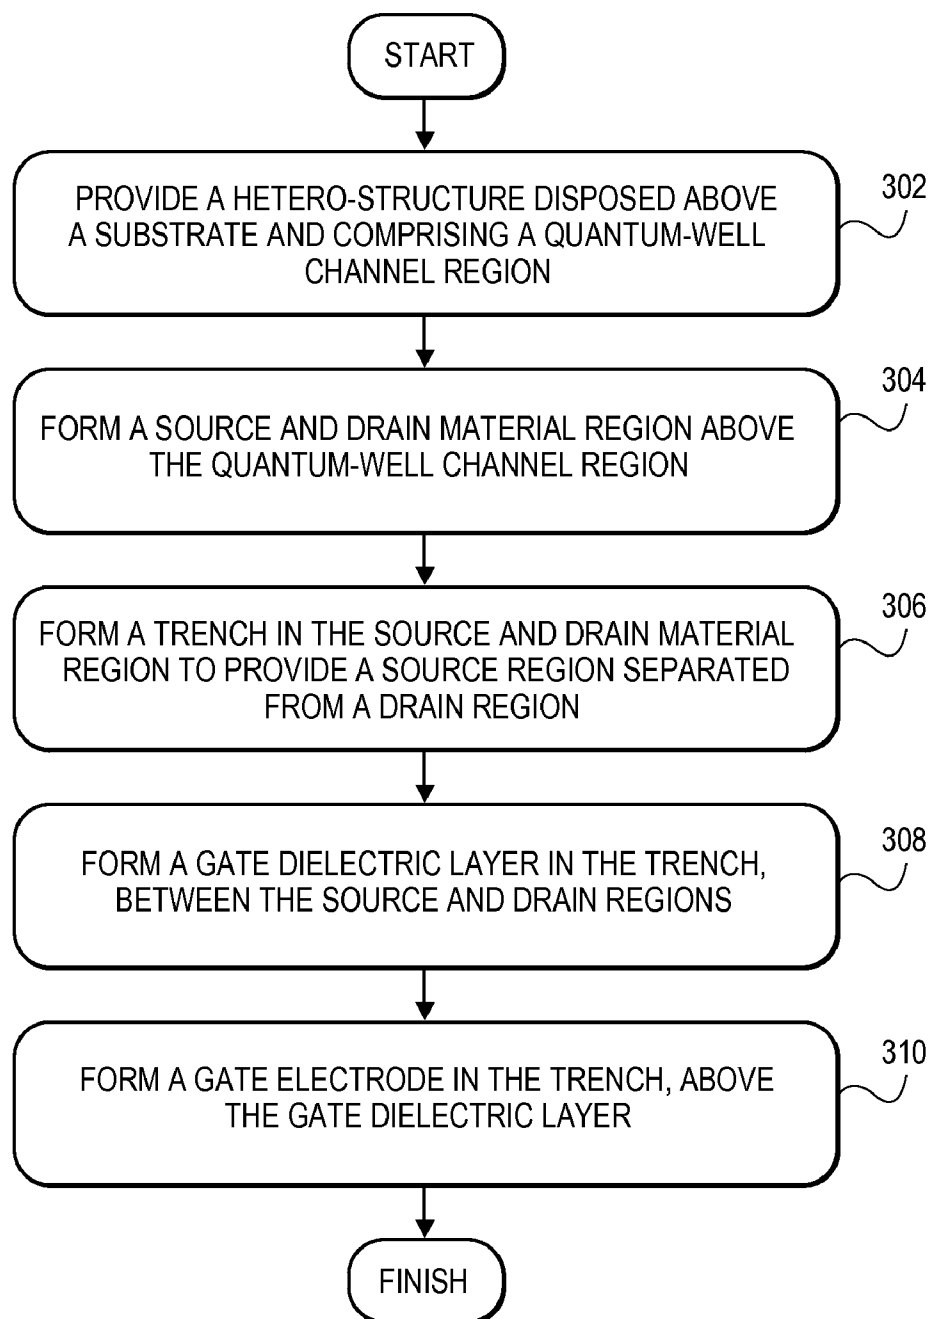 START
PROVIDE A HETERO-STRUCTURE DISPOSED ABOVE
A SUBSTRATE AND COMPRISING A QUANTUM-WELL
CHANNEL REGION
302
FORM A SOURCE AND DRAIN MATERIAL REGION ABOVE
THE QUANTUM-WELL CHANNEL REGION
304
FORM A TRENCH IN THE SOURCE AND DRAIN MATERIAL
REGION TO PROVIDE A SOURCE REGION SEPARATED
FROM A DRAIN REGION
306
FORM A GATE DIELECTRIC LAYER IN THE TRENCH,
BETWEEN THE SOURCE AND DRAIN REGIONS
308
FORM A GATE ELECTRODE IN THE TRENCH, ABOVE
THE GATE DIELECTRIC LAYER
310
FINISH